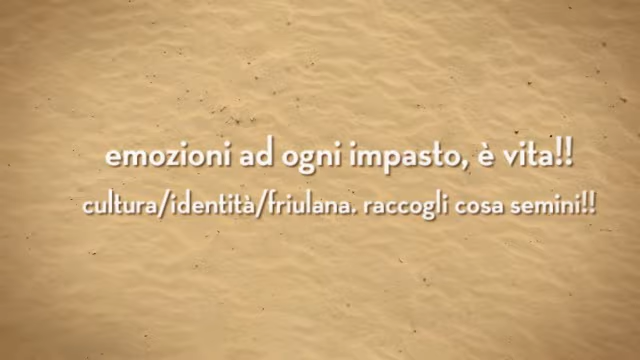 emozioni ad ogni impasto, è vita!!
cultura/identità/friulana. raccogli cosa semini!!